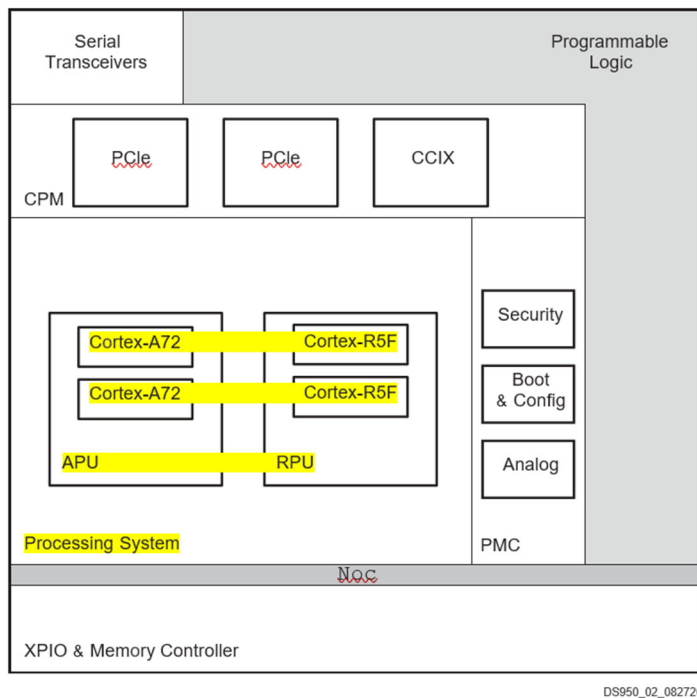 Serial
Transceivers
Programmable
Logic
PCIe
PCIe
CCIX
CPM
Cortex-A72
Cortex-R5F
Cortex-A72
Cortex-R5F
APU
RPU
Processing System
Security
Boot
& Config
Analog
PMC
Noc
XPIO & Memory Controller
DS950_02_08272